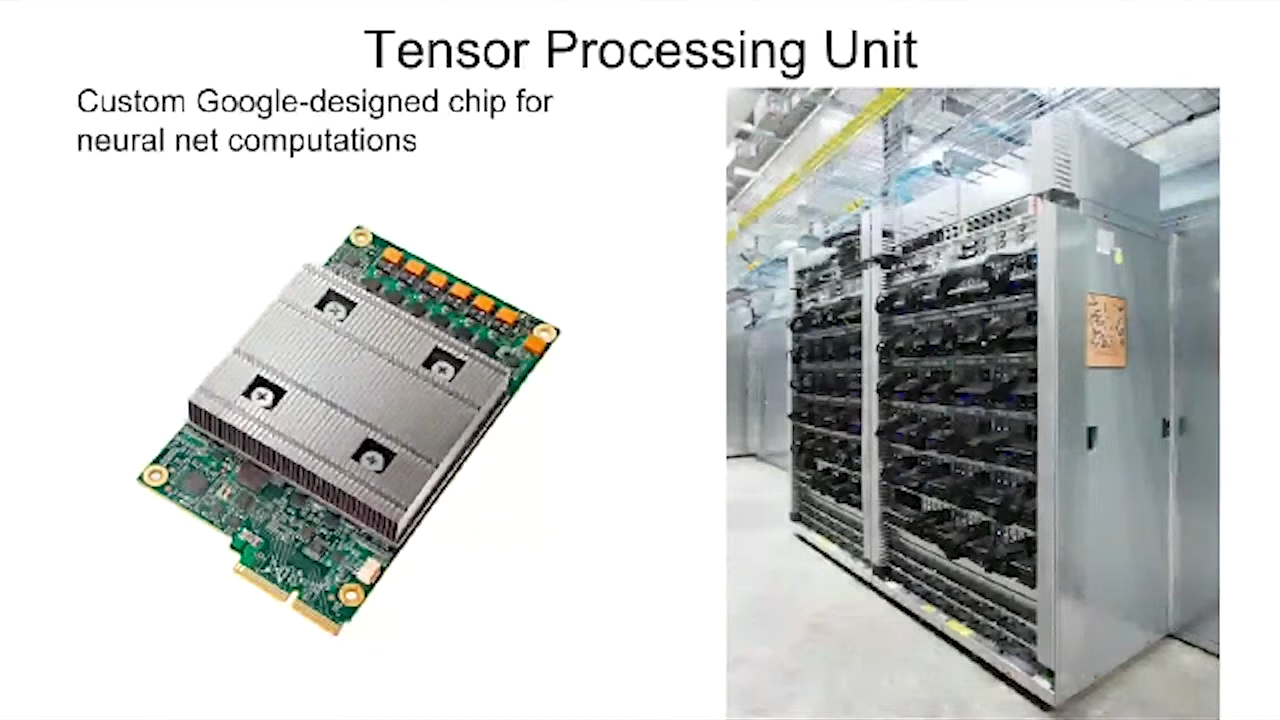 Tensor Processing Unit
Custom Google-designed chip for
neural net computations